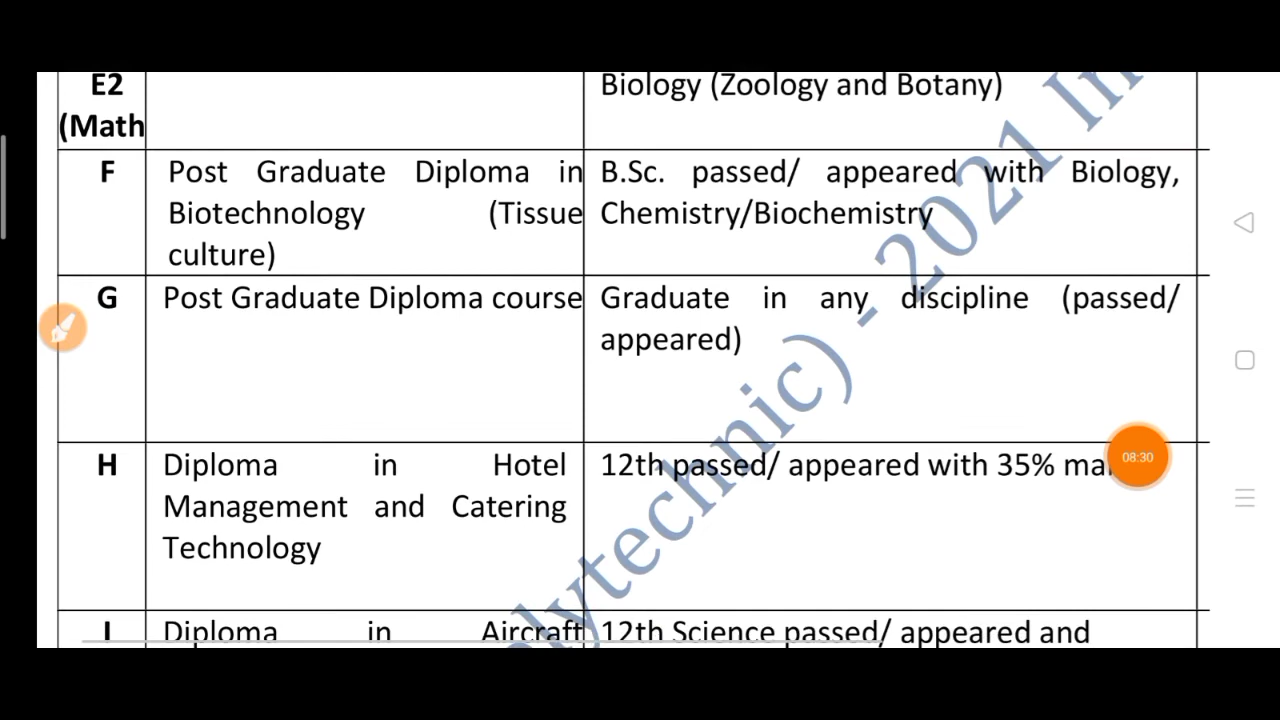 E2
(Math
Biology (Zoology and Botany)
F
Post Graduate Diploma in
Biotechnology (Tissue
culture)
B.Sc. passed/ appeared with Biology,
Chemistry/Biochemistry
G
Post Graduate Diploma course
Graduate in any discipline (passed/
appeared)
H
Diploma in Hotel
Management and Catering
Technology
12th passed/ appeared with 35%
08:30
I
Diploma in Aircraft
12th Science passed/ appeared and
lytechnic) - 2021 In